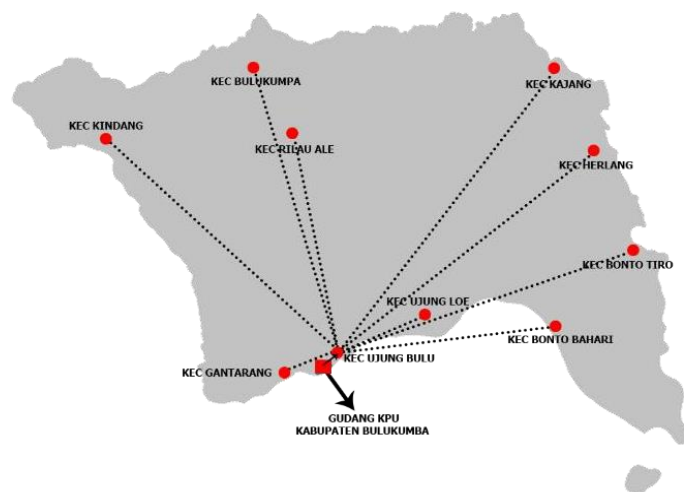 KEC BULUKUMPA
KEC KAJANG
KEC KINDANG
KEC RILAU ALE
KEC HERLANG
KEC BONTO TIRO
KEC UJUNG LOE
KEC BONTO BAHARI
KEC UJUNG BULU
KEC GANTARANG
GUDANG KPU
KABUPATEN BULUKUMBA